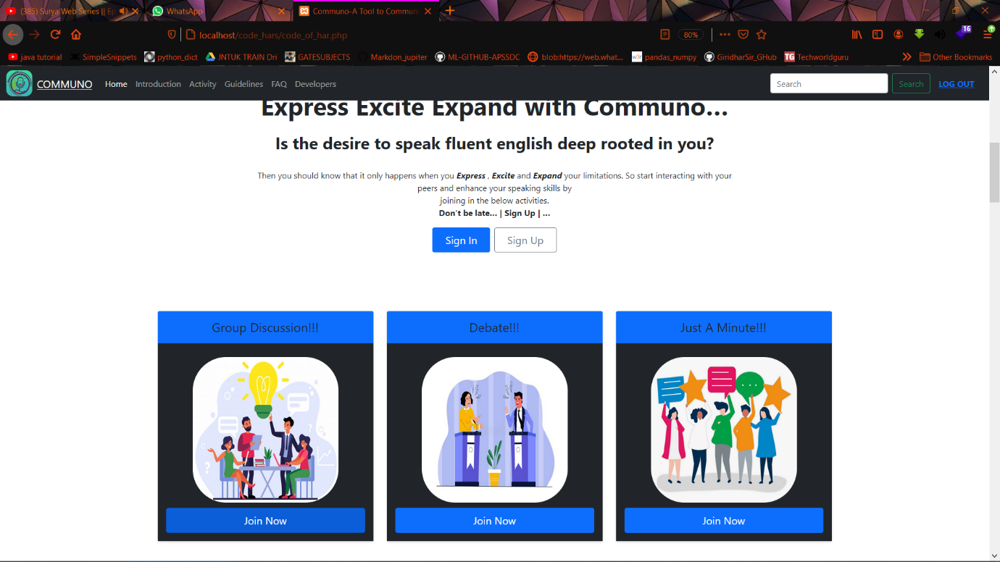 (385) Surya Web Series || Ep
WhatsApp
Communo-A Tool to Commun
localhost/code_hars/code_of_har.php
80%
16
java tutorial
SimpleSnippets
python_dict
JNTUK TRAIN Dri
GATESUBJECTS
Markdon_jupiter
ML-GITHUB-APSSDC
blob:https://web.what...
w3r
pandas_numpy
GiridharSir_GHub
TG
Techworldguru
Other Bookmarks
COMMUNO
Home
Introduction
Activity
Guidelines
FAQ
Developers
Search
Search
LOG OUT
Express Excite Expand with Communo...
Is the desire to speak fluent english deep rooted in you?
Then you should know that it only happens when you Express , Excite and Expand your limitations. So start interacting with your
peers and enhance your speaking skills by
joining in the below activities.
Don't be late... | Sign Up | ...
Sign In
Sign Up
Group Discussion!!!
Debate!!!
Just A Minute!!!
Join Now
Join Now
Join Now